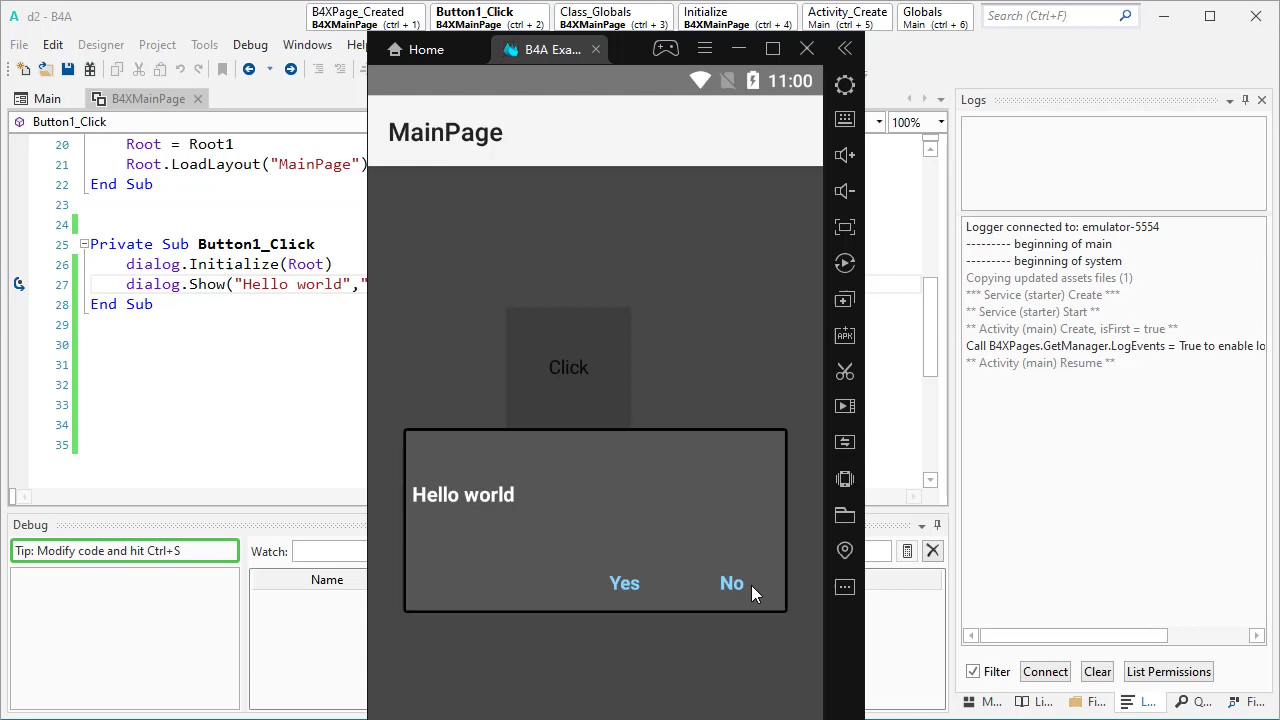 d2 - B4A
B4XPage_Created
B4XMainPage (ctrl + 1)
Button1_Click
B4XMainPage (ctrl + 2)
Class_Globals
B4XMainPage (ctrl + 3)
Initialize
B4XMainPage (ctrl + 4)
Activity_Create
Main (ctrl + 5)
Globals
Main (ctrl + 6)
Search (Ctrl+F)
File Edit Designer Project Tools Debug Windows
Home
B4A Exa...
11:00
Main
B4XMainPage
Button1_Click
100%
MainPage
20 Root = Root1
21 Root.LoadLayout("MainPage")
22 End Sub
23
24
25 Private Sub Button1_Click
26 dialog.Initialize(Root)
27 dialog.Show("Hello world","
28 End Sub
29
30
31
32
33
34
35
Click
Hello world
Yes
No
APK
Logs
Logger connected to: emulator-5554
--------- beginning of main
--------- beginning of system
Copying updated assets files (1)
*** Service (starter) Create ***
** Service (starter) Start **
** Activity (main) Create, isFirst = true **
Call B4XPages.GetManager.LogEvents = True to enable lo
** Activity (main) Resume **
Debug
Tip: Modify code and hit Ctrl+S
Watch:
Name
Filter
Connect
Clear
List Permissions
M...
Li...
Fi...
L...
Q...
Fi...